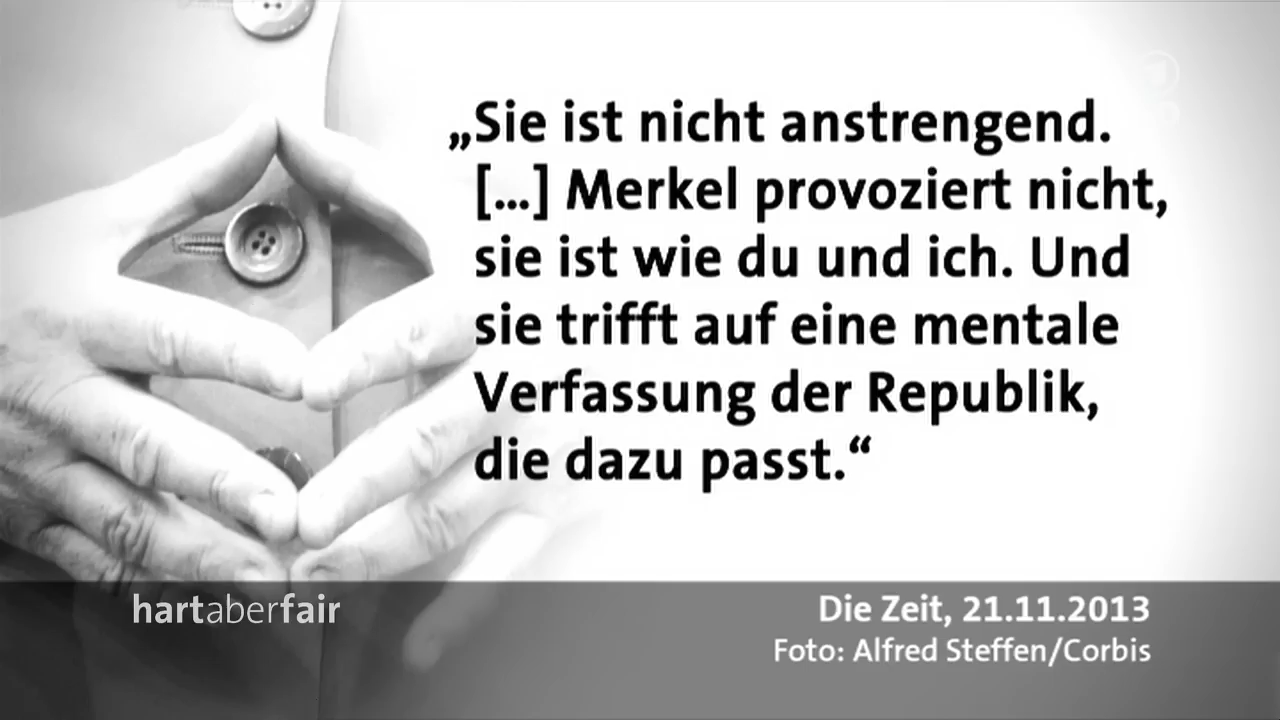 „Sie ist nicht anstrengend.
[...] Merkel provoziert nicht,
sie ist wie du und ich. Und
sie trifft auf eine mentale
Verfassung der Republik,
die dazu passt.“
hartaberfair
Die Zeit, 21.11.2013
Foto: Alfred Steffen/Corbis